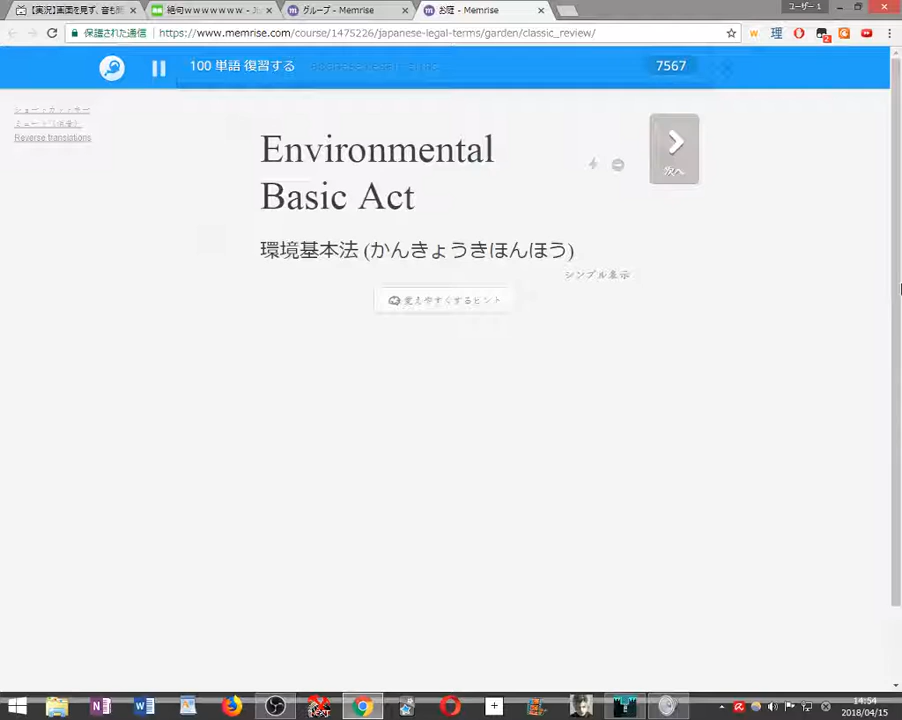 【実況】画面を見ず、音も聞
絶句ｗｗｗｗｗｗｗ - J
グループ - Memrise
お庭 - Memrise
ユーザー 1
保護された通信
https://www.memrise.com/course/1475226/japanese-legal-terms/garden/classic_review/
100 単語 復習する
7567
Reverse translations
Environmental
Basic Act
次へ
環境基本法 (かんきょうきほんほう)
シンプル表示
覚えやすくするヒント
14:54
2018/04/15